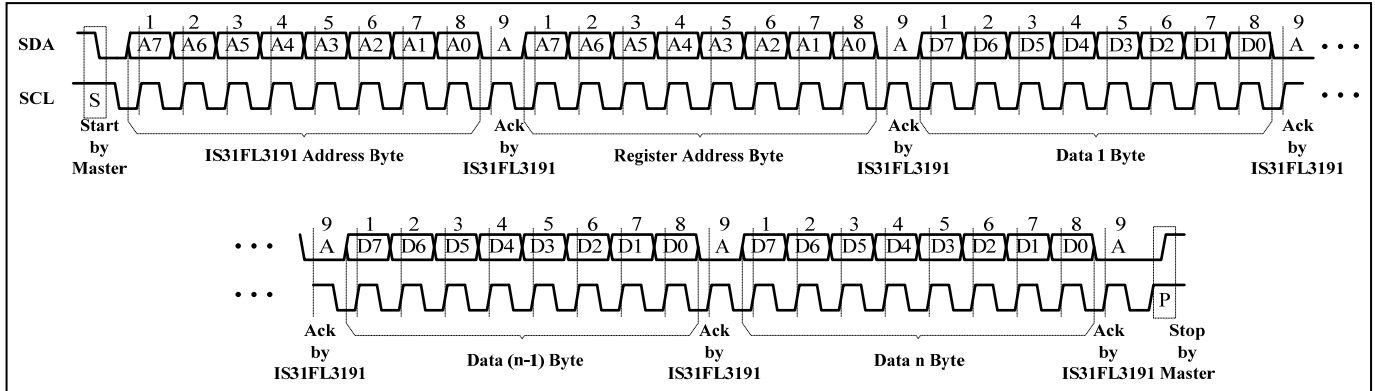 1 2 3 4 5 6 7 8 9 1 2 3 4 5 6 7 8 9 1 2 3 4 5 6 7 8 9
SDA A7 A6 A5 A4 A3 A2 A1 A0 A A7 A6 A5 A4 A3 A2 A1 A0 A D7 D6 D5 D4 D3 D2 D1 D0 A • • •
SCL S • • •
Start by Master
IS31FL3191 Address Byte
Ack by IS31FL3191
Register Address Byte
Ack by IS31FL3191
Data 1 Byte
Ack by IS31FL3191
9 1 2 3 4 5 6 7 8 9 1 2 3 4 5 6 7 8 9
• • • A D7 D6 D5 D4 D3 D2 D1 D0 A D7 D6 D5 D4 D3 D2 D1 D0 A
• • • P
Ack by IS31FL3191
Data (n-1) Byte
Ack by IS31FL3191
Data n Byte
Ack by IS31FL3191
Stop by Master